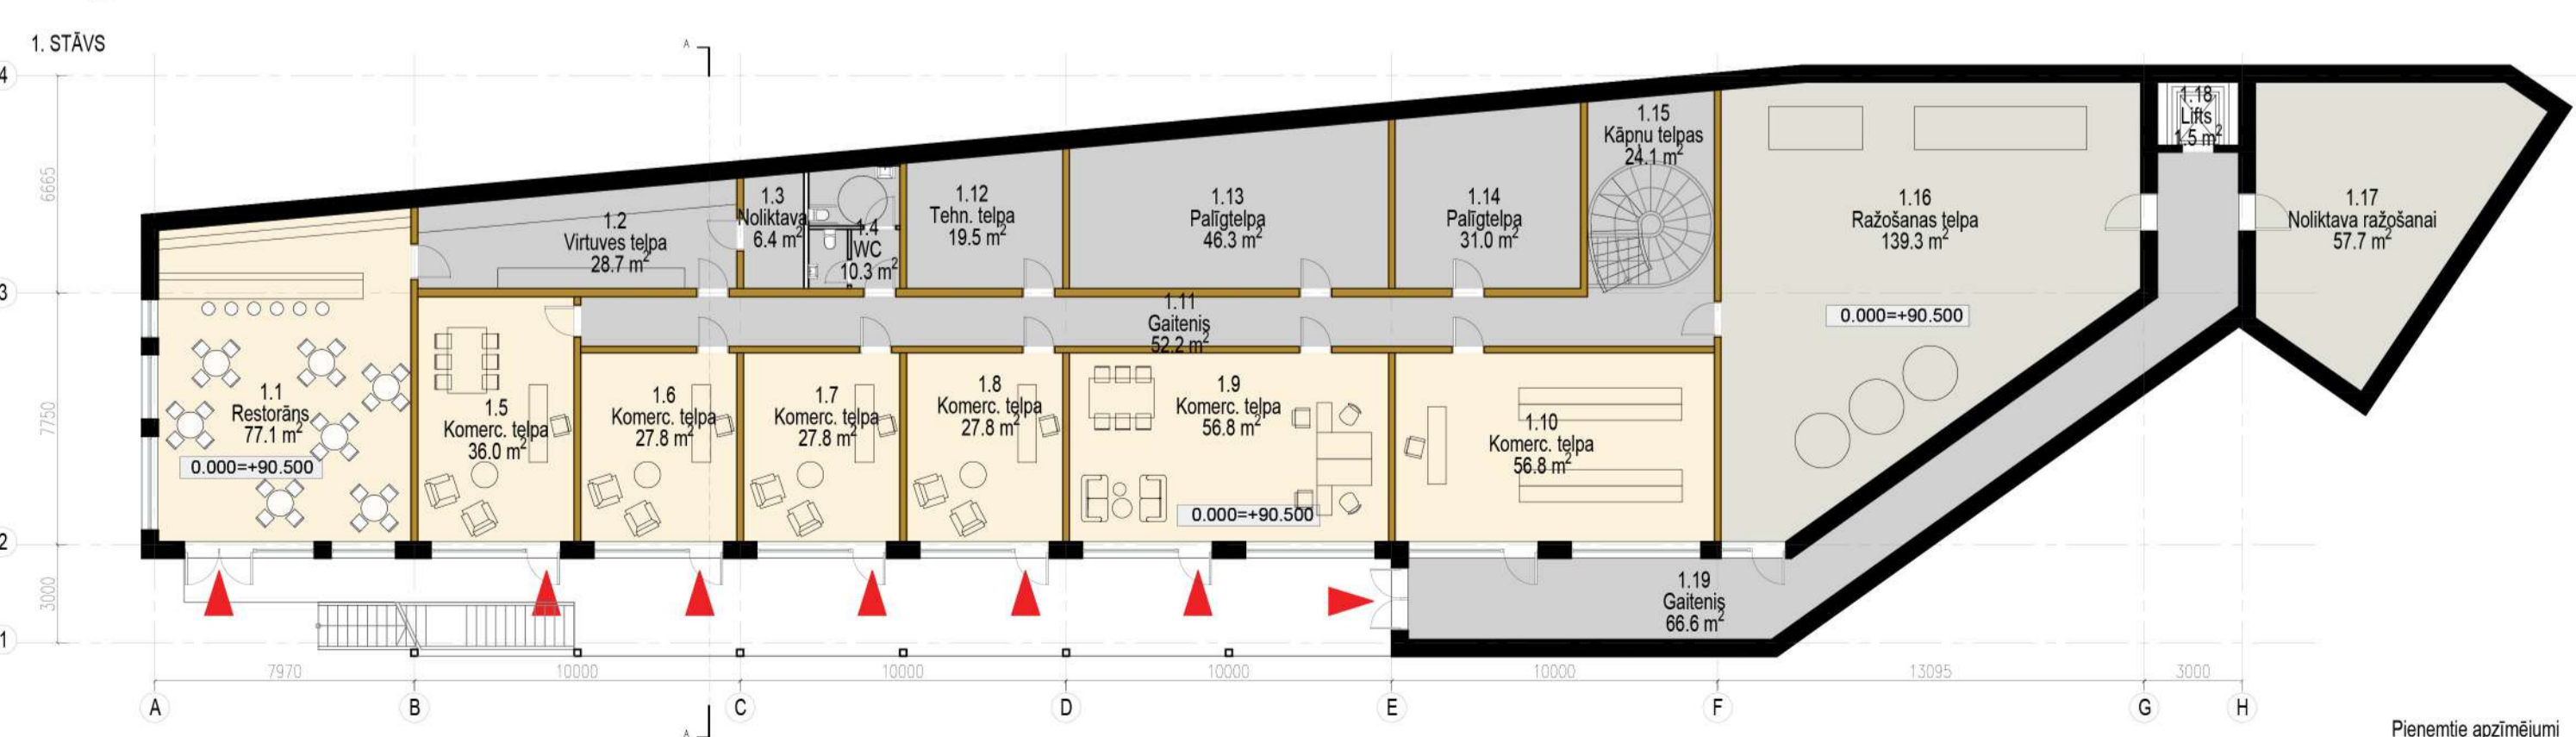 1. STĀVS
A
4
3
2
1
6665
7750
3000
1.1
Restorāns
77.1 m²
0.000=+90.500
1.2
Virtuves telpa
28.7 m²
1.3
Noliktava
6.4 m²
1.4
WC
10.3 m²
1.12
Tehn. telpa
19.5 m²
1.13
Palīgtelpa
46.3 m²
1.14
Palīgtelpa
31.0 m²
1.15
Kāpņu telpas
24.1 m²
1.16
Ražošanas telpa
139.3 m²
0.000=+90.500
1.18
Lifts
1.5 m²
1.17
Noliktava ražošanai
57.7 m²
1.11
Gaitenis
52.2 m²
1.5
Komerc. telpa
36.0 m²
1.6
Komerc. telpa
27.8 m²
1.7
Komerc. telpa
27.8 m²
1.8
Komerc. telpa
27.8 m²
1.9
Komerc. telpa
56.8 m²
0.000=+90.500
1.10
Komerc. telpa
56.8 m²
1.19
Gaitenis
66.6 m²
7970
10000
10000
10000
10000
13095
3000
A
B
C
D
E
F
G
H
A
Pieņemtie apzīmējumi